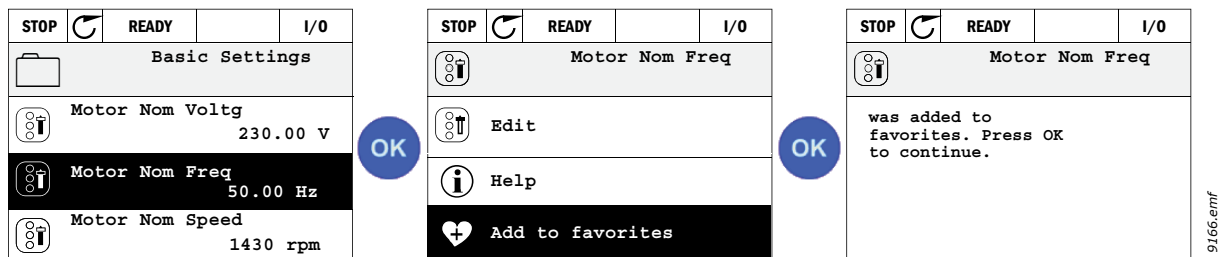 STOP READY I/O
Basic Settings
Motor Nom Voltg
230.00 V
Motor Nom Freq
50.00 Hz
Motor Nom Speed
1430 rpm
OK
STOP READY I/O
Motor Nom Freq
Edit
Help
Add to favorites
OK
STOP READY I/O
Motor Nom Freq
was added to
favorites. Press OK
to continue.
9166.emf